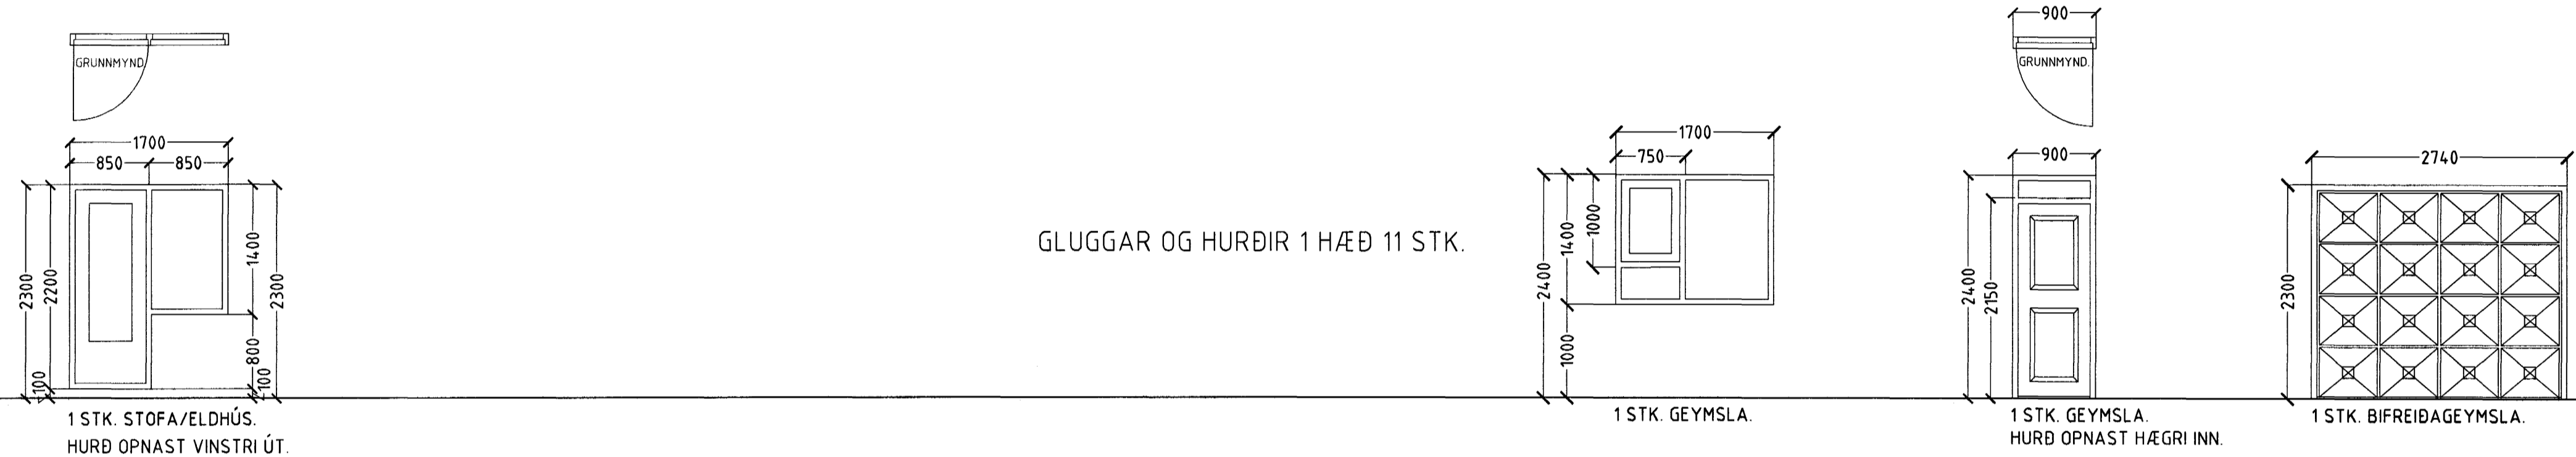 GRUNNMYND.
1700
850
850
2300
2200
100
1400
800
100
2300
1 STK. STOFA/ELDHÚS.
HURÐ OPNAST VINSTRI ÚT.
GLUGGAR OG HURÐIR 1 HÆÐ 11 STK.
1700
750
2400
1400
1000
1000
1 STK. GEYMSLA.
900
GRUNNMYND.
900
2400
2150
1 STK. GEYMSLA.
HURÐ OPNAST HÆGRI INN.
2740
2300
1 STK. BIFREIÐAGEYMSLA.